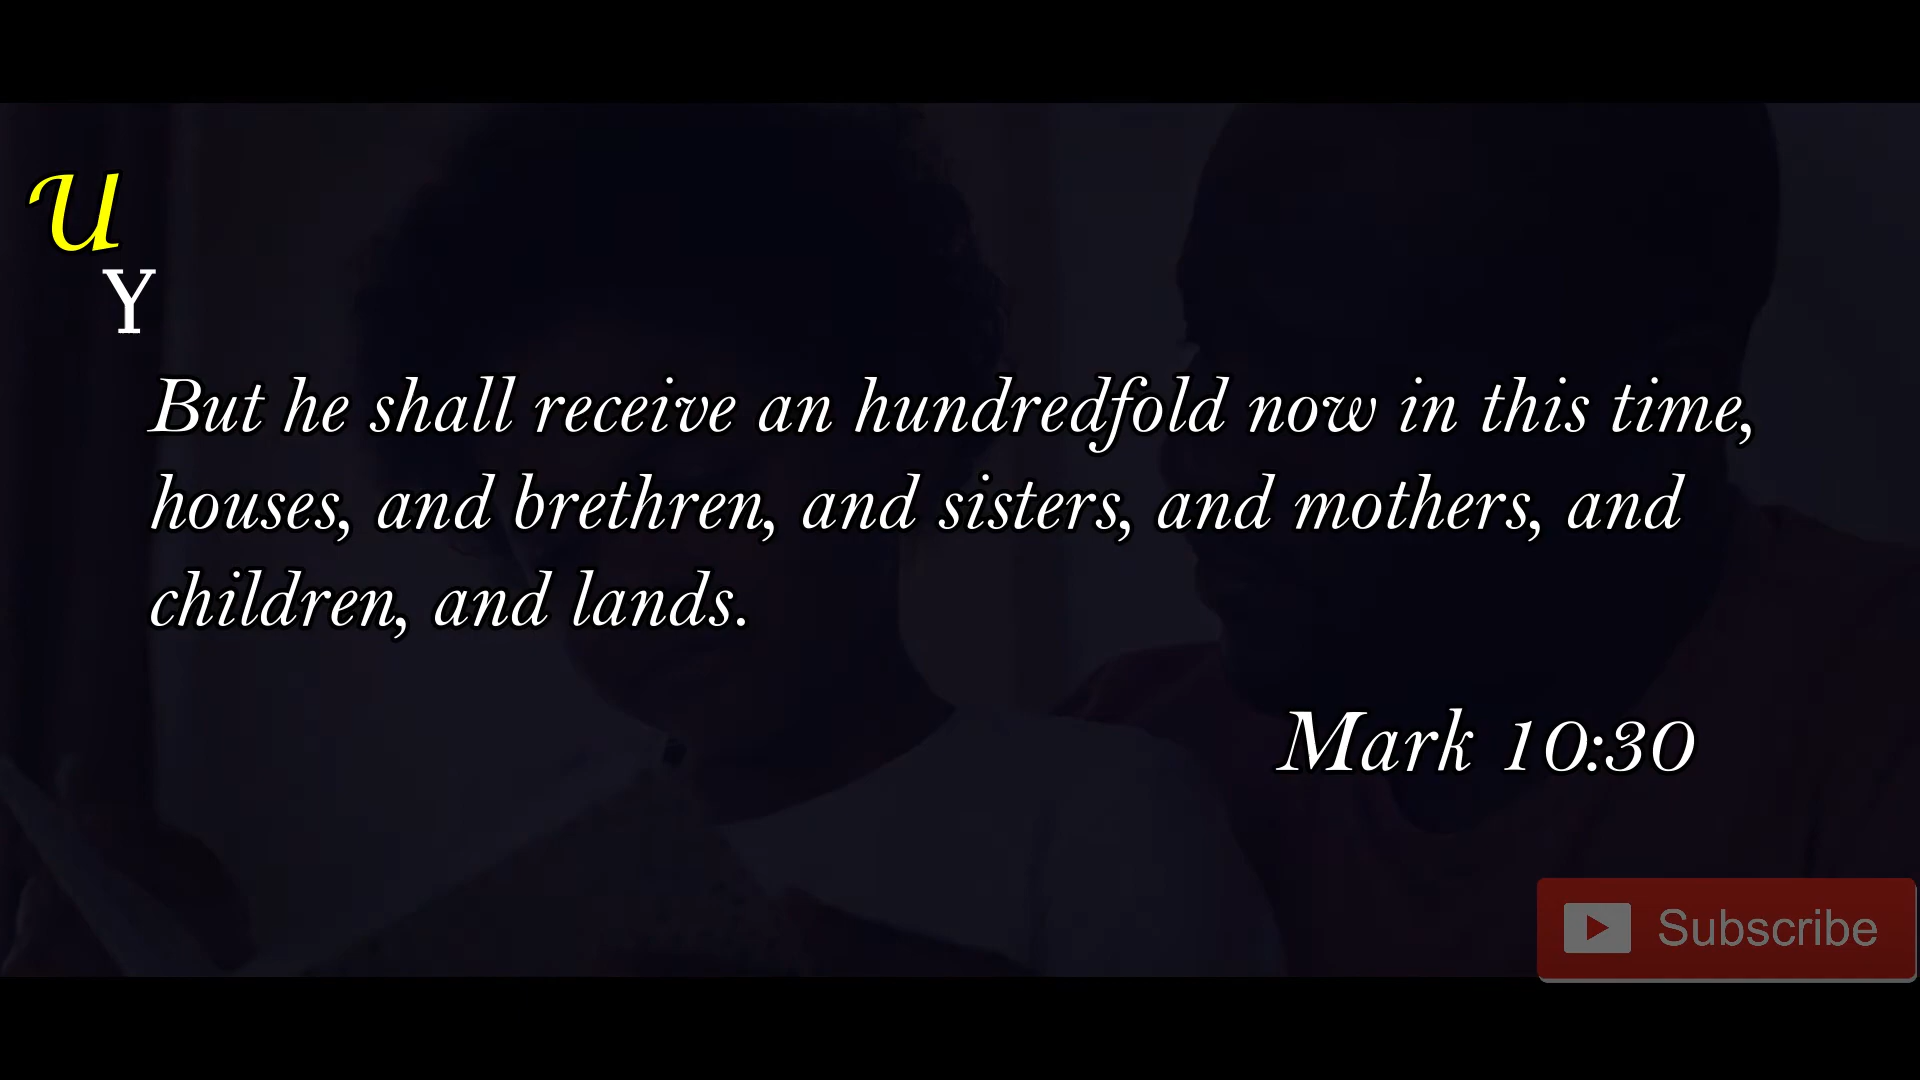 U
Y
But he shall receive an hundredfold now in this time,
houses, and brethren, and sisters, and mothers, and
children, and lands.
Mark 10:30
Subscribe